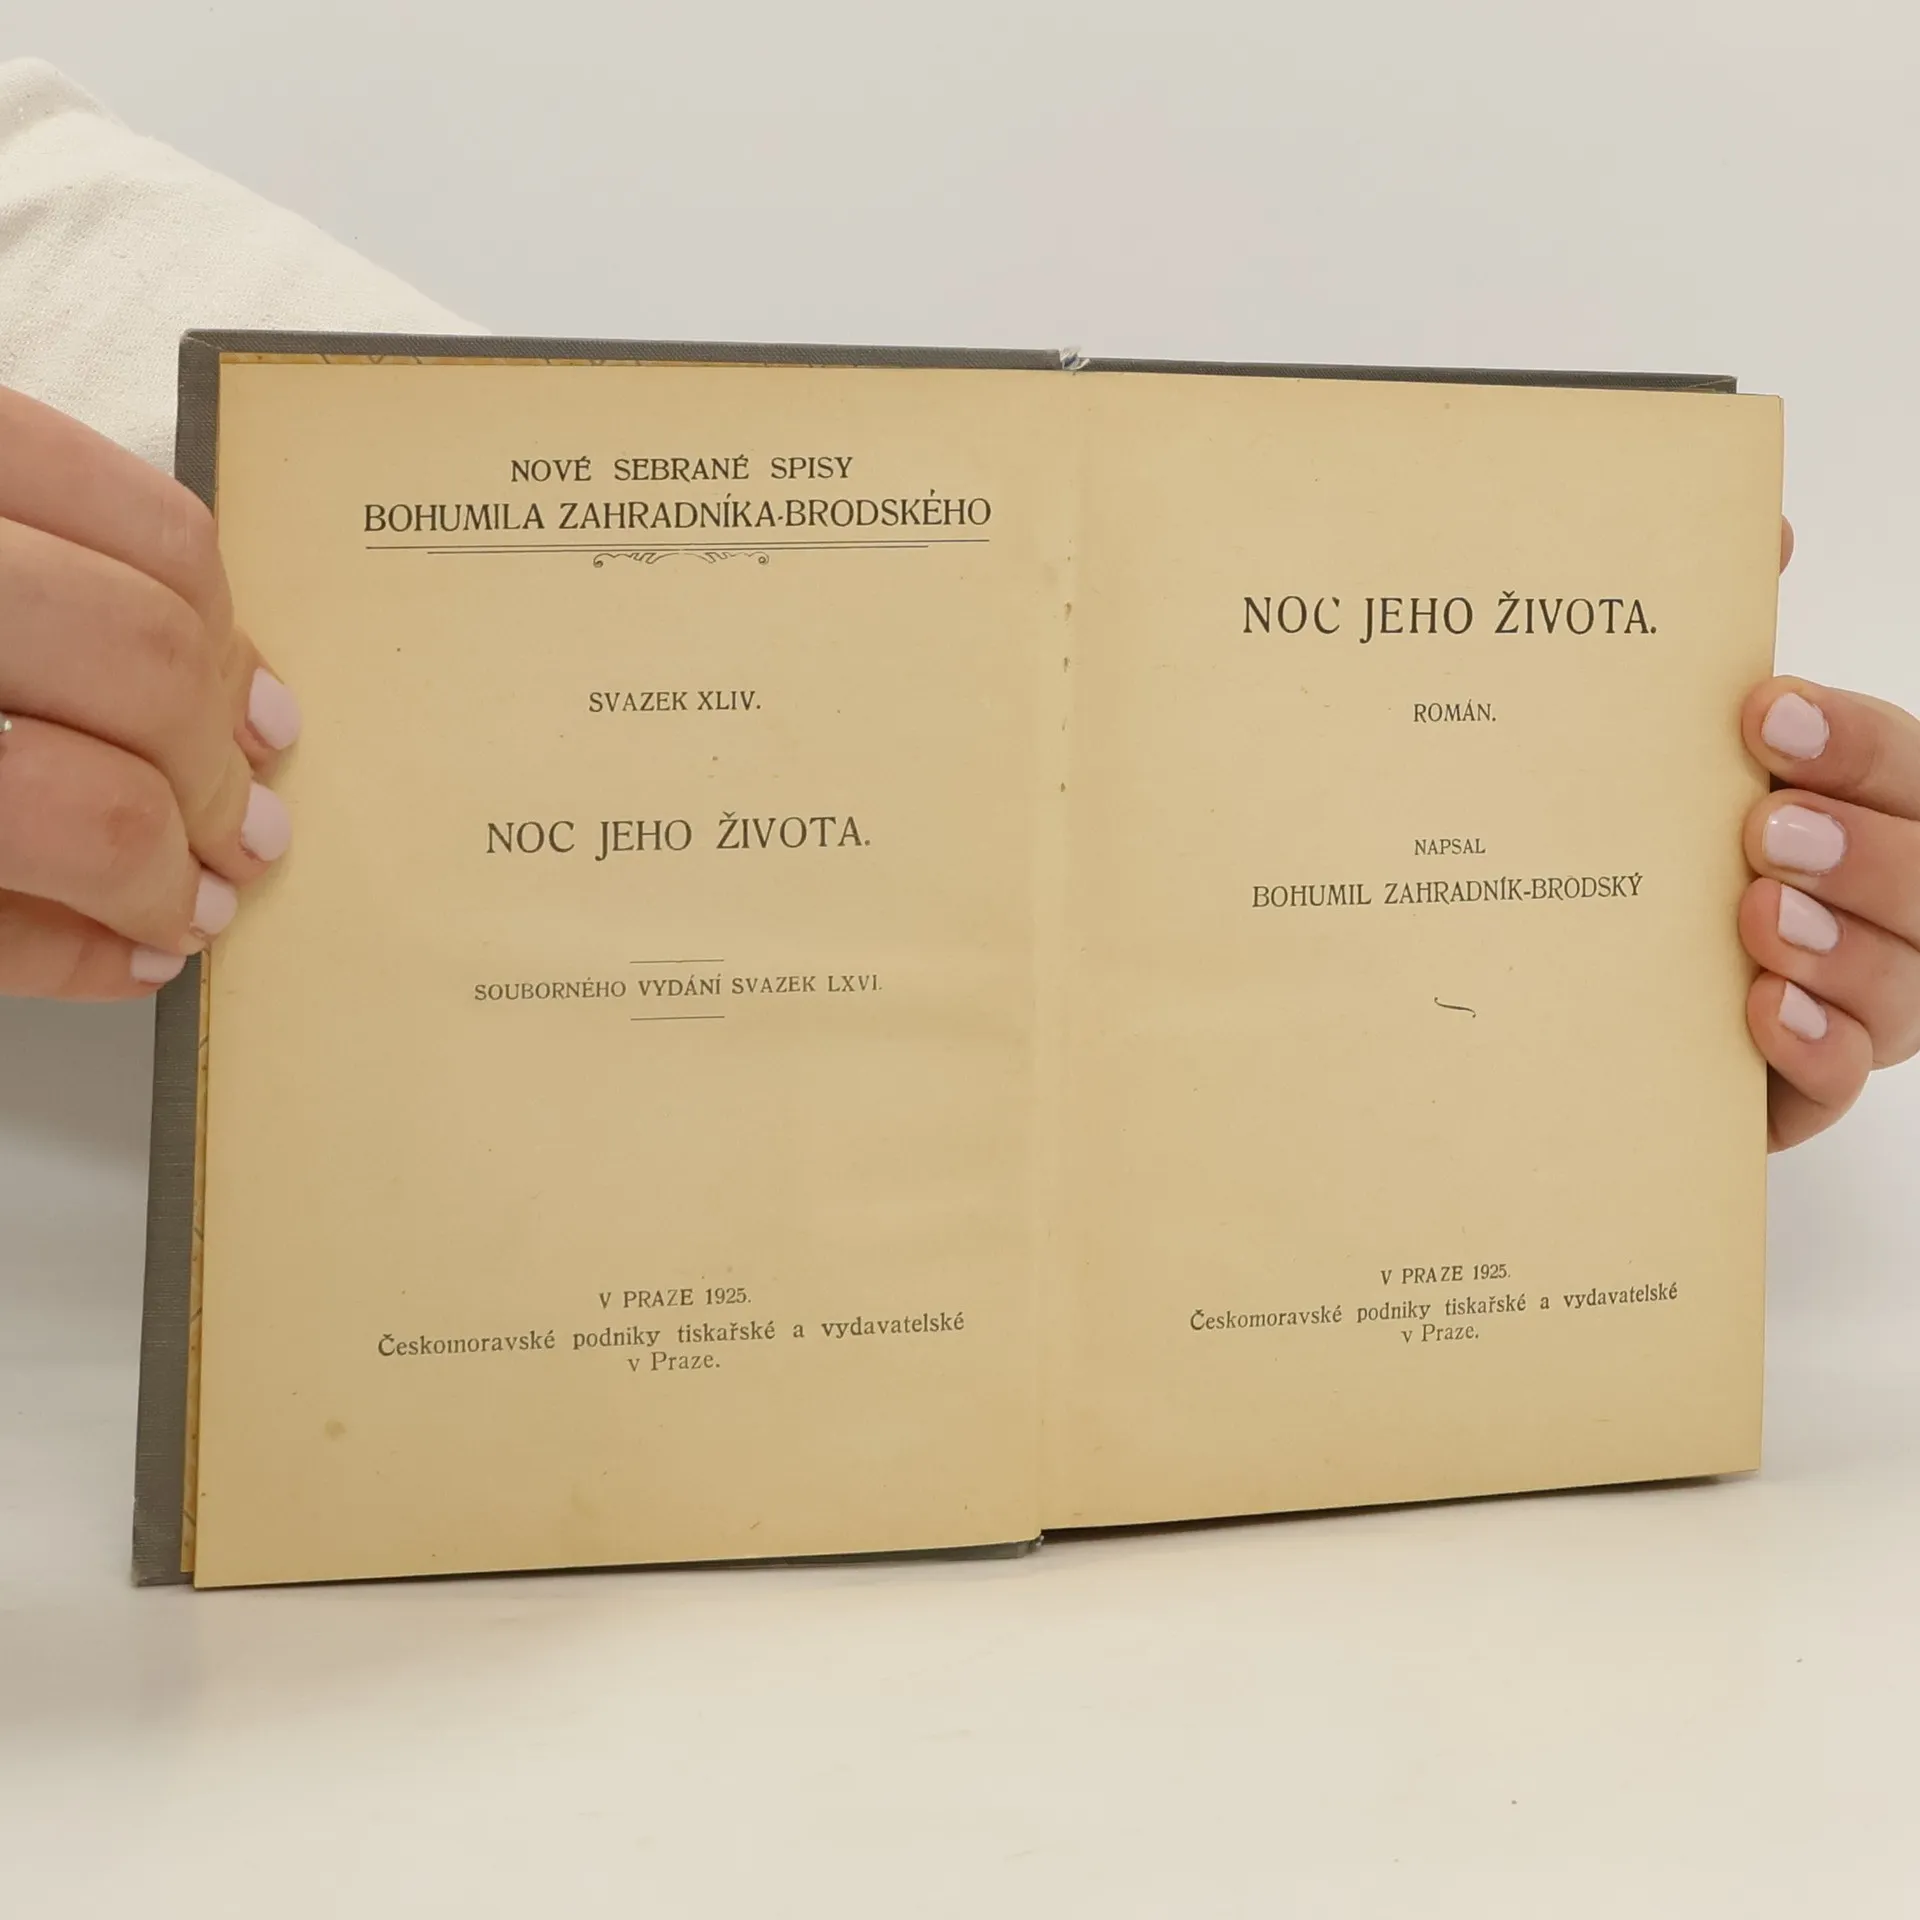 NOVÉ SEBRANÉ SPISY
BOHUMILA ZAHRADNÍKA-BRODSKÉHO
SVAZEK XLIV.
NOC JEHO ŽIVOTA.
SOUBORNÉHO VYDÁNÍ SVAZEK LXVI.
V PRAZE 1925.
Českomoravské podniky tiskařské a vydavatelské
v Praze.
NOC JEHO ŽIVOTA.
ROMÁN.
NAPSAL
BOHUMIL ZAHRADNÍK-BRODSKÝ
V PRAZE 1925.
Českomoravské podniky tiskařské a vydavatelské
v Praze.